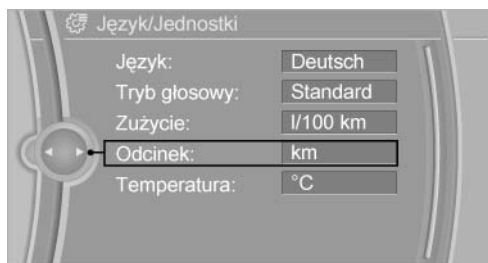 Język/Jednostki
Język: Deutsch
Tryb głosowy: Standard
Zużycie: l/100 km
Odcinek: km
Temperatura: °C